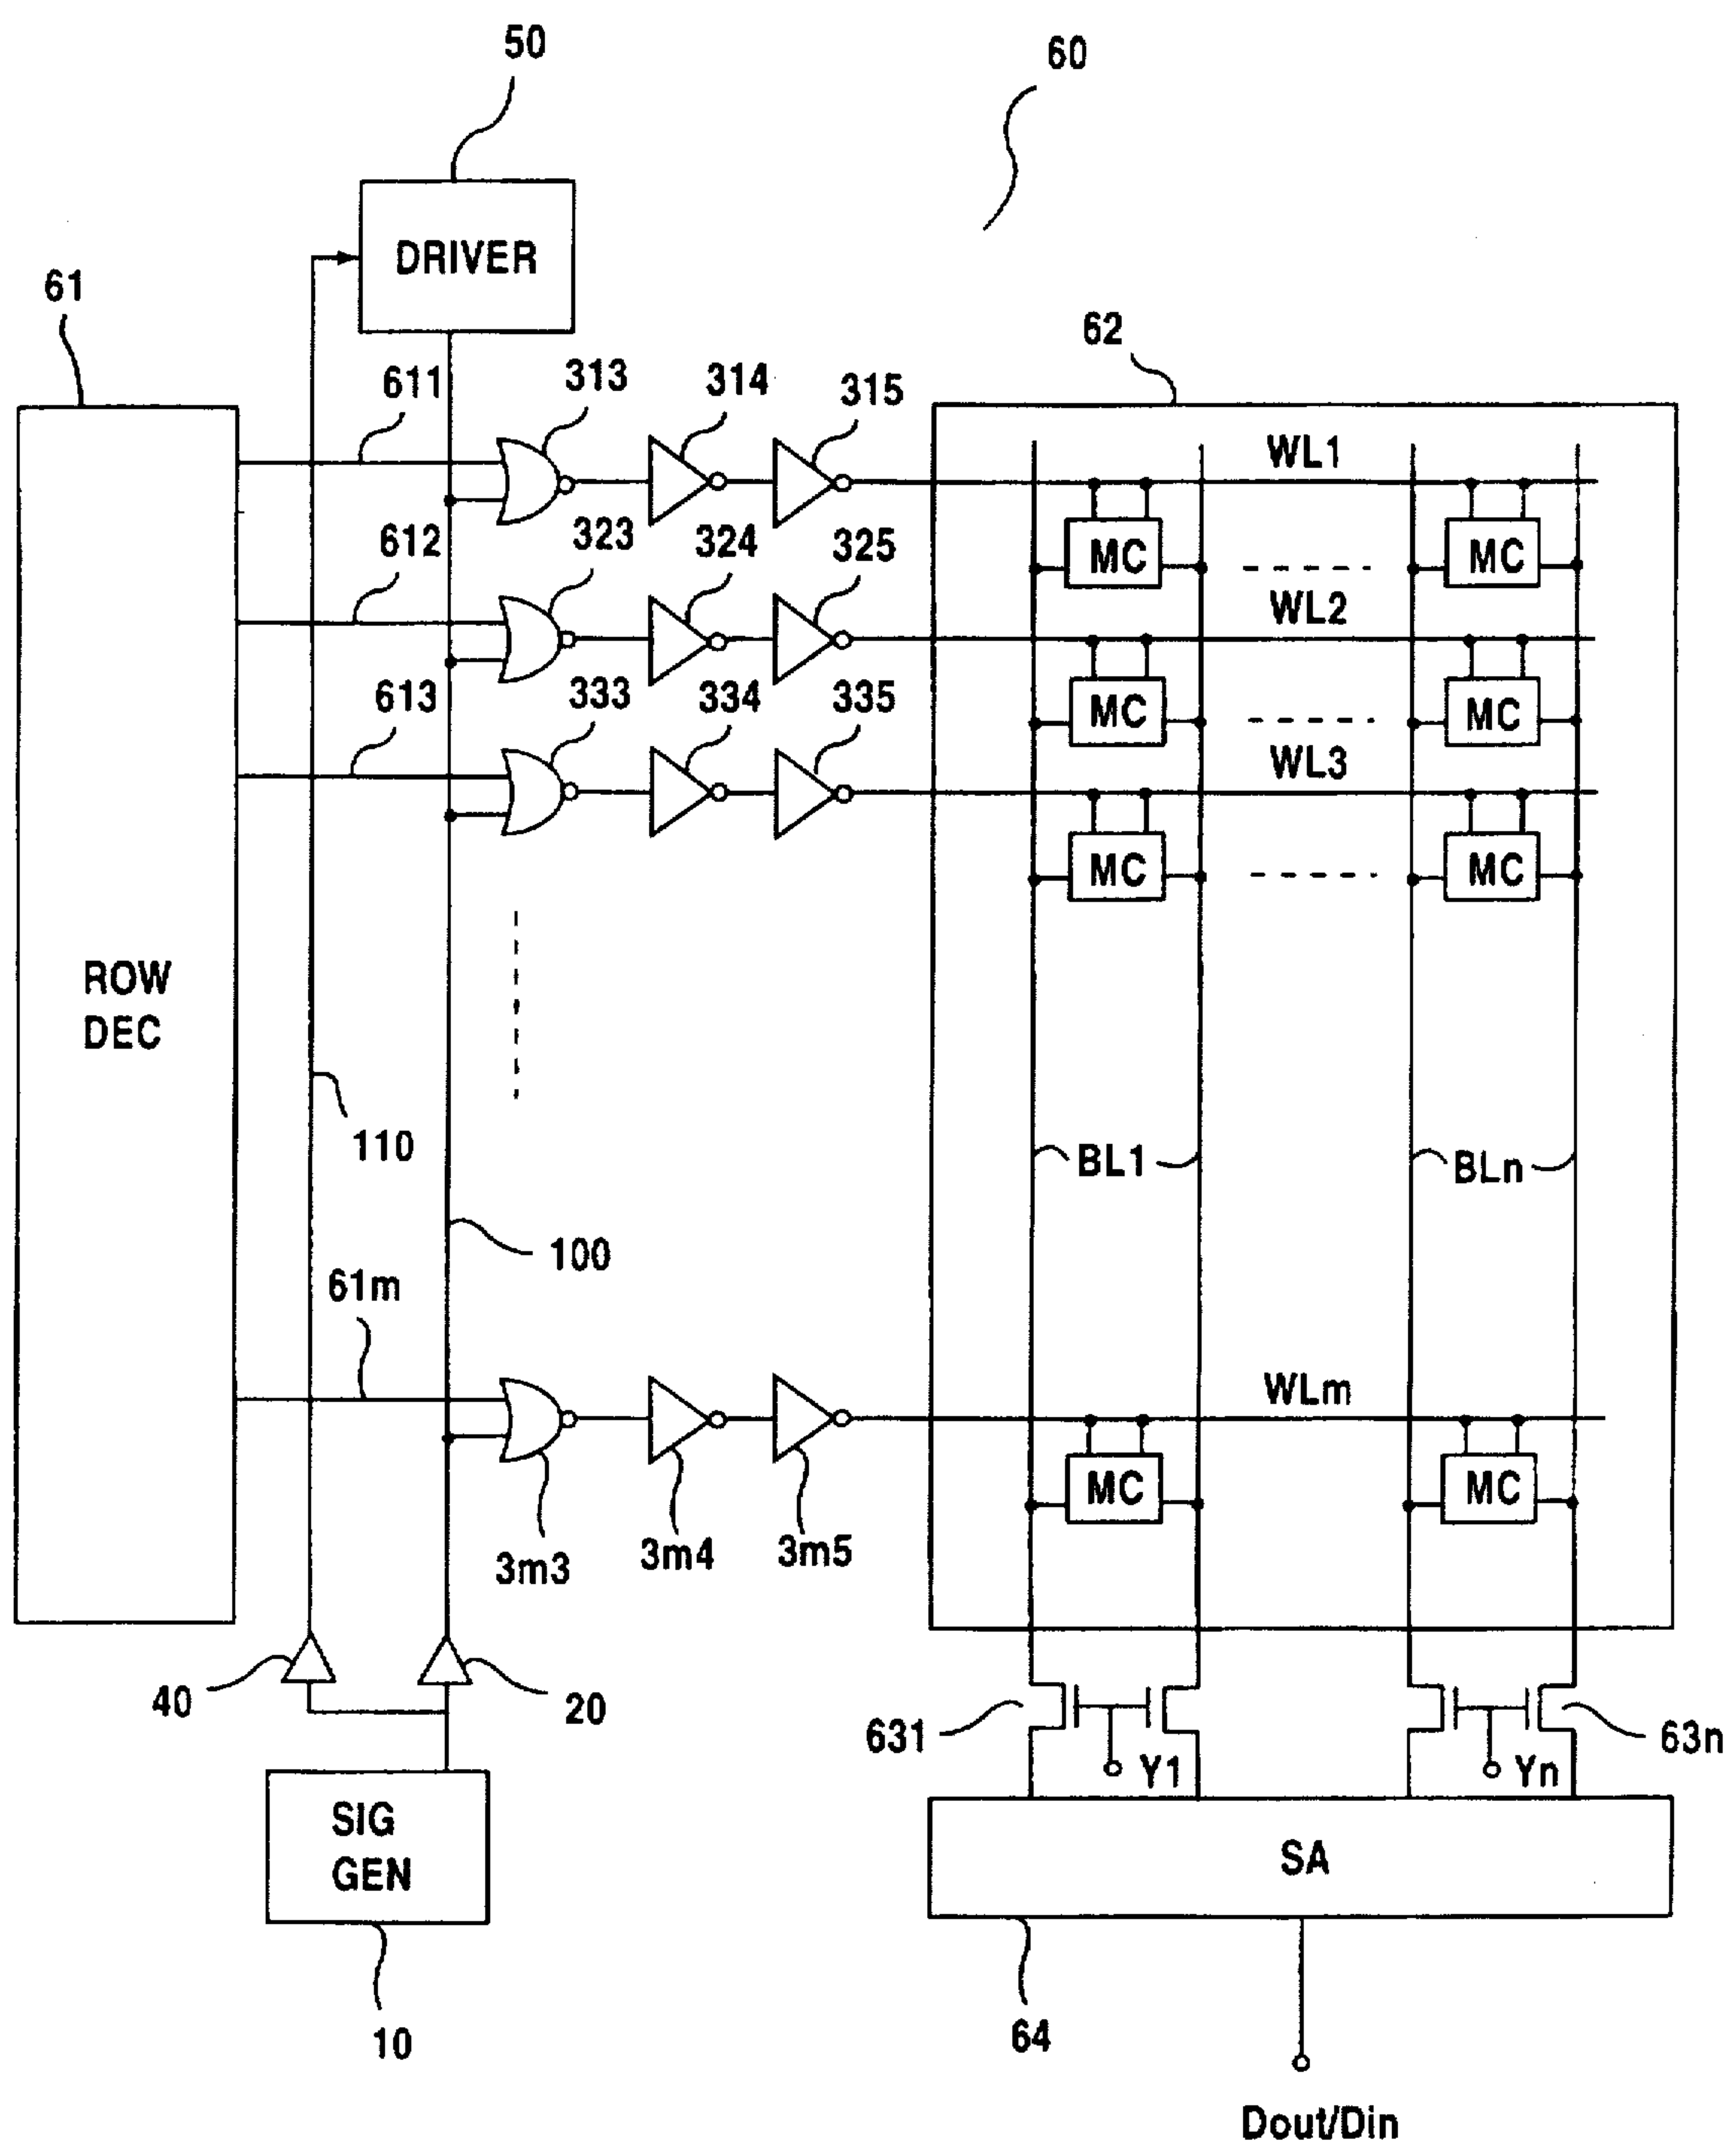 50
60
DRIVER
61
62
611
313
314
315
WL1
MC
MC
612
323
324
325
WL2
MC
MC
613
333
334
335
WL3
MC
MC
ROW
DEC
110
BL1
BLn
100
61m
WLm
MC
MC
3m3
3m4
3m5
40
20
631
Y1
Yn
63n
SIG
GEN
SA
10
64
Dout/Din